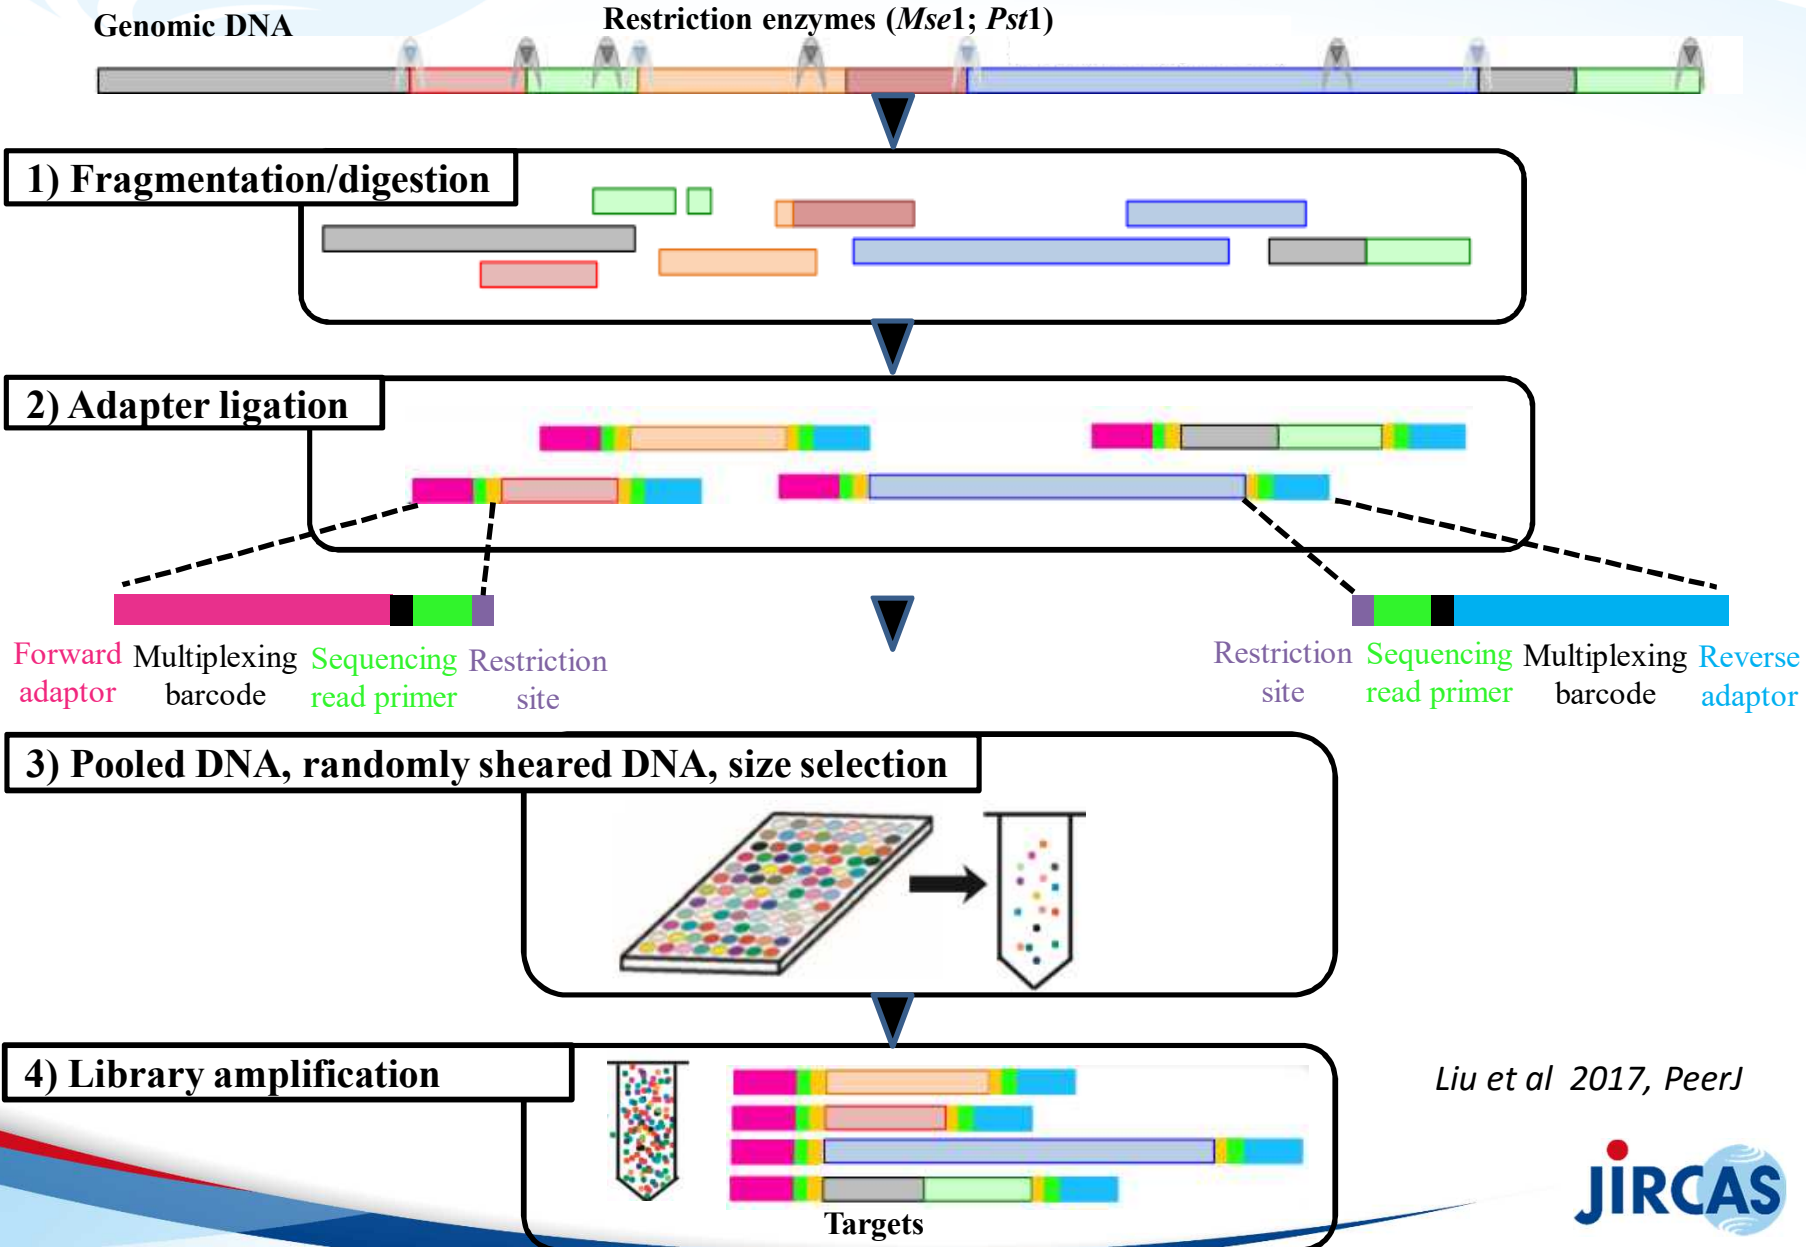 Genomic DNA
Restriction enzymes (Mse1; Pst1)
1) Fragmentation/digestion
2) Adapter ligation
Forward
adaptor
Multiplexing
barcode
Sequencing
read primer
Restriction
site
Restriction
site
Sequencing
read primer
Multiplexing
barcode
Reverse
adaptor
3) Pooled DNA, randomly sheared DNA, size selection
4) Library amplification
Targets
Liu et al 2017, PeerJ
JIRCAS